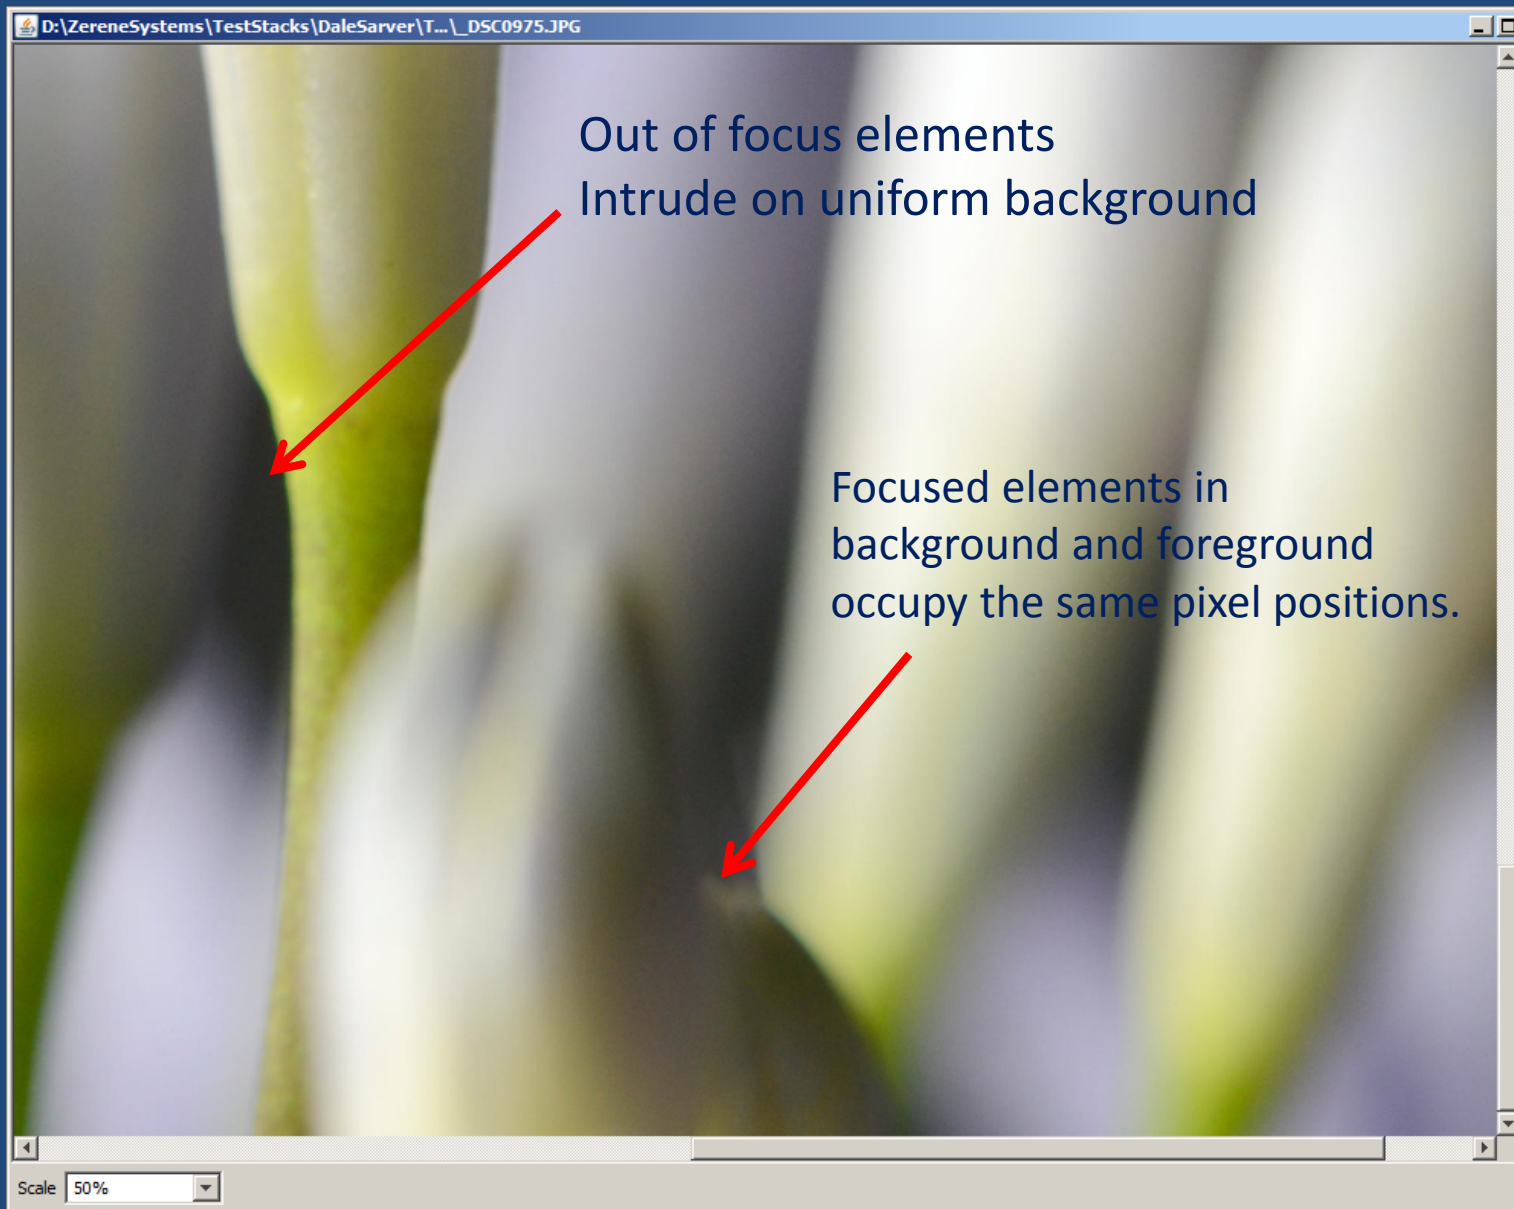 D:\ZereneSystems\TestStacks\DaleSarver\T...\_DSC0975.JPG
Out of focus elements
Intrude on uniform background
Focused elements in
background and foreground
occupy the same pixel positions.
Scale 50%